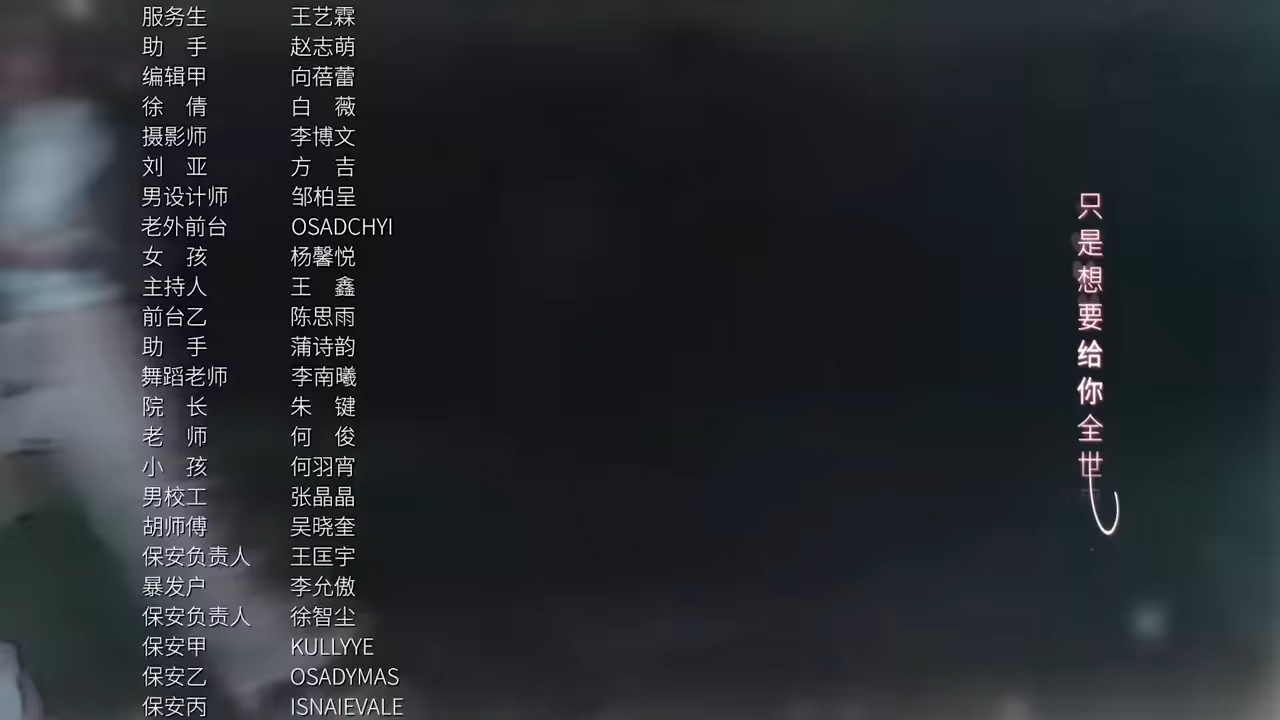 服务生 王艺霖
助 手 赵志萌
编辑甲 向蓓蕾
徐 倩 白 薇
摄影师 李博文
刘 亚 方 吉
男设计师 邹柏呈
老外前台 OSADCHYI
女 孩 杨馨悦
主持人 王 鑫
前台乙 陈思雨
助 手 蒲诗韵
舞蹈老师 李南曦
院 长 朱 键
老 师 何 俊
小 孩 何羽宵
男校工 张晶晶
胡师傅 吴晓奎
保安负责人 王匡宇
暴发户 李允傲
保安负责人 徐智尘
保安甲 KULLYYE
保安乙 OSADYMAS
保安丙 ISNAIEVALE
只是想要给你全世